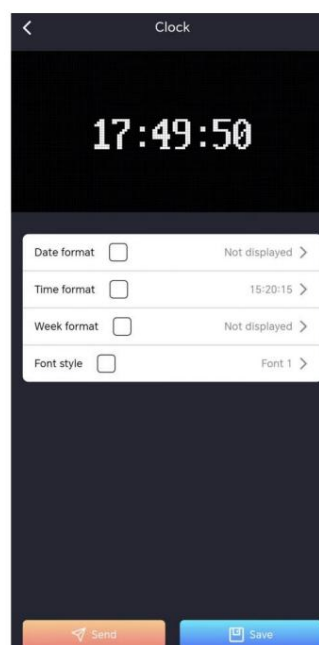 Clock
17:49:50
Date format Not displayed
Time format 15:20:15
Week format Not displayed
Font style Font 1
Send Save